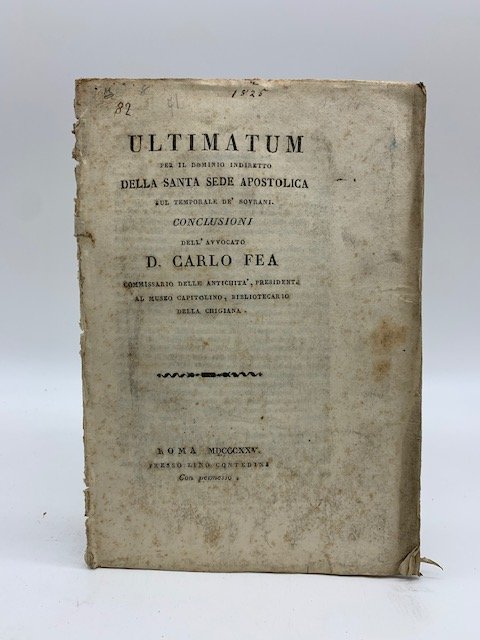 1825
82
ULTIMATUM
PER IL DOMINIO INDIRETTO
DELLA SANTA SEDE APOSTOLICA
SUL TEMPORALE DE' SOVRANI.
CONCLUSIONI
DELL' AVVOCATO
D. CARLO FEA
COMMISSARIO DELLE ANTICHITA', PRESIDENTE
AL MUSEO CAPITOLINO, BIBLIOTECARIO
DELLA CHIGIANA.
ROMA MDCCCXXV.
PRESSO LINO CONTEDINI
Con permesso.